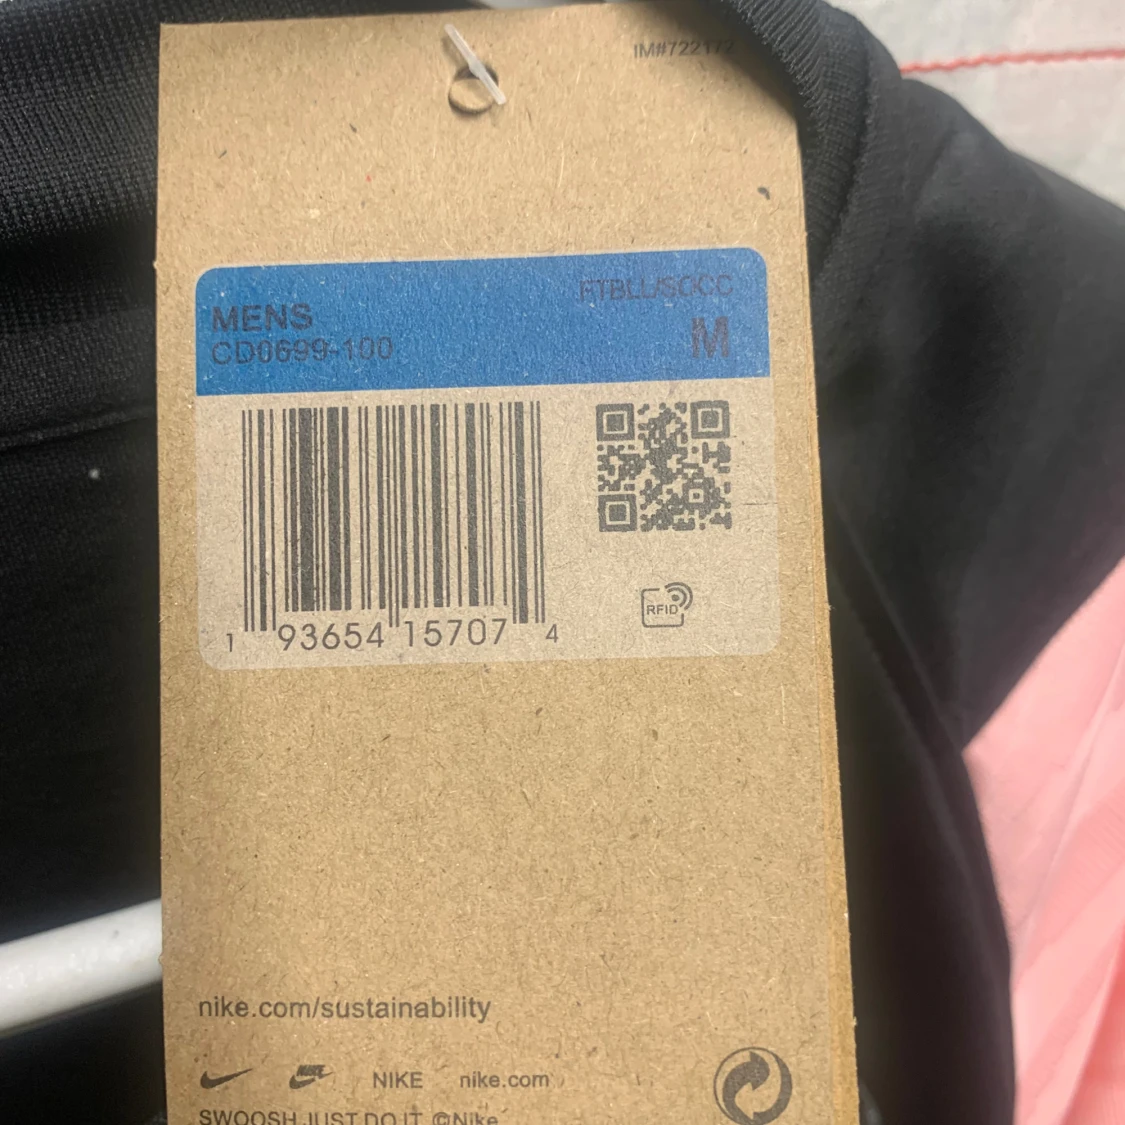 IM#722172
FTBLL/SOCC
MENS
M
CD0699-100
1 93654 15707 4
RFID
nike.com/sustainability
NIKE nike.com
SWOOSH JUST DO IT ©Nike